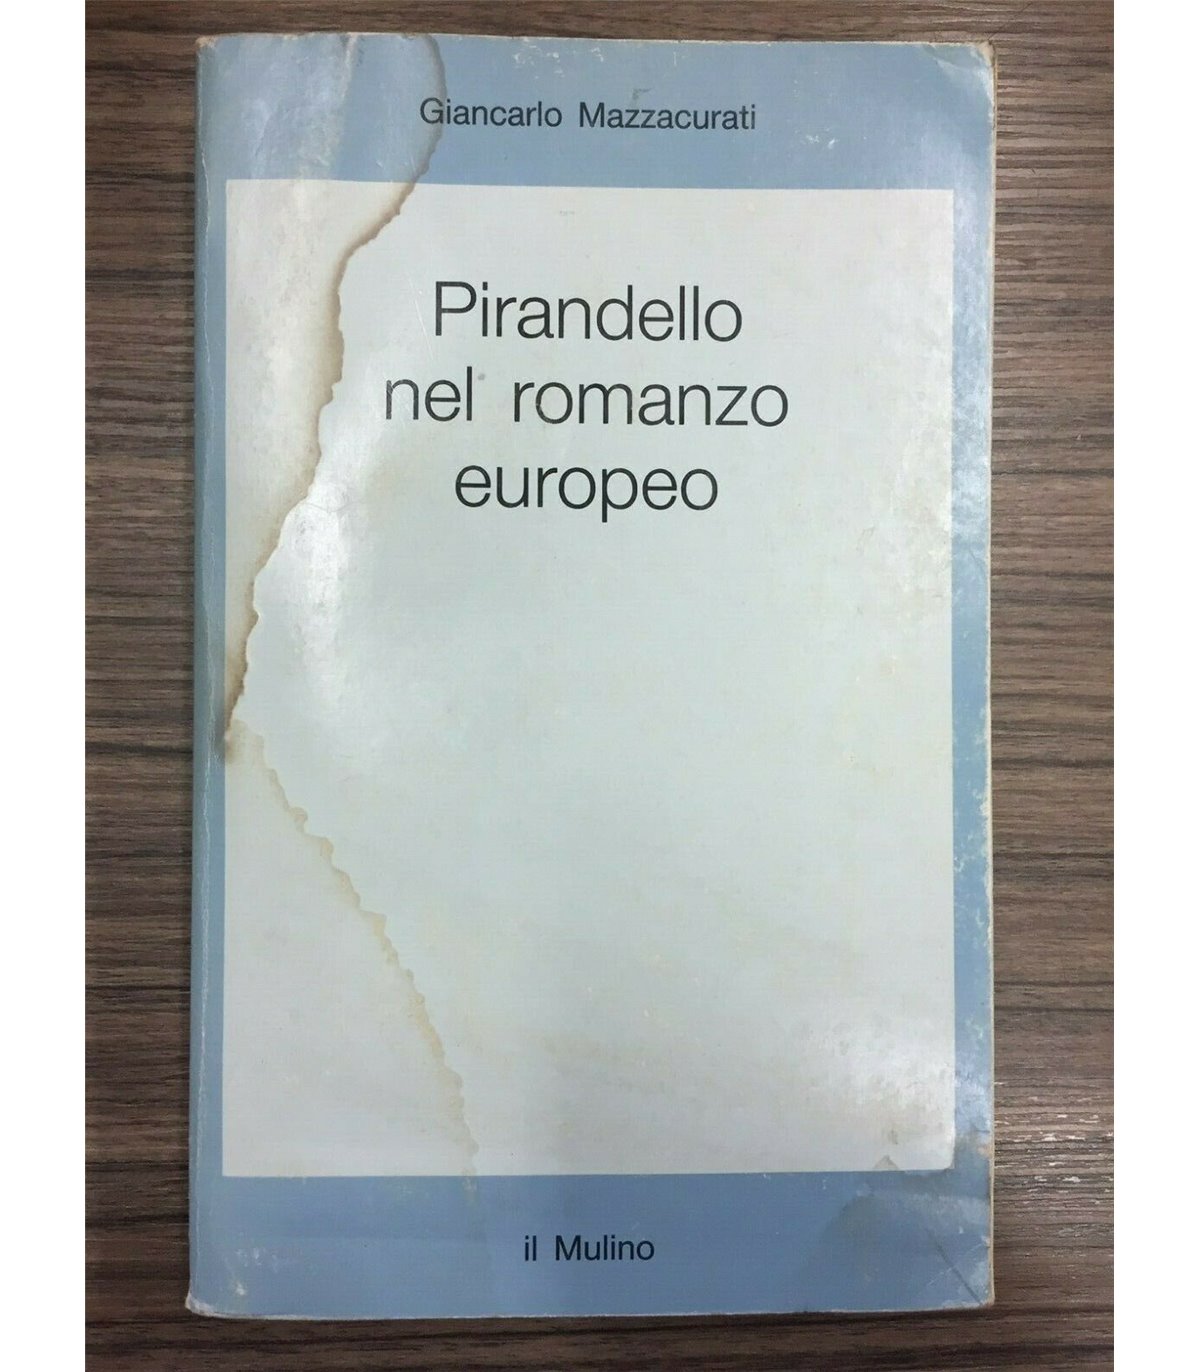 Giancarlo Mazzacurati
Pirandello
nel romanzo
europeo
il Mulino